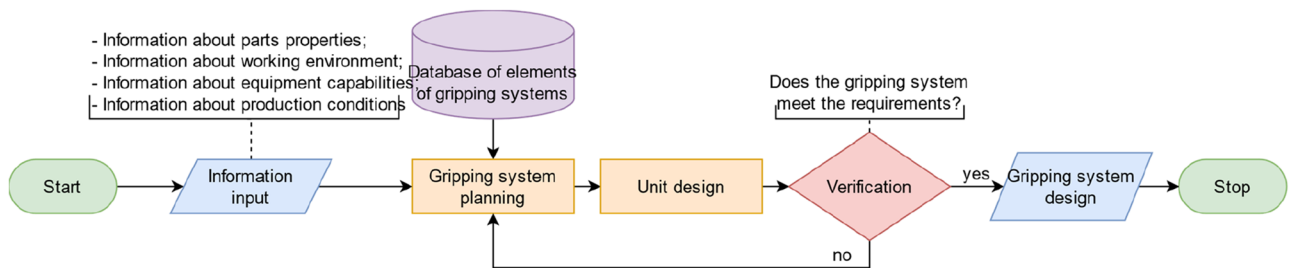 - Information about parts properties;
- Information about working environment;
- Information about equipment capabilities;
- Information about production conditions
Database of elements
of gripping systems
Does the gripping system
meet the requirements?
Start
Information
input
Gripping system
planning
Unit design
Verification
yes
Gripping system
design
Stop
no